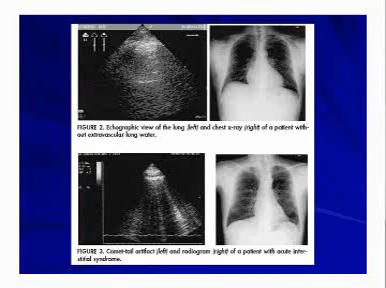 FIGURE 2. Echographic view of the lung (left) and chest x-ray (right) of a patient with-
out extravascular lung water.
FIGURE 3. Comet-tail artifact (left) and radiogram (right) of a patient with acute inter-
stitial syndrome.